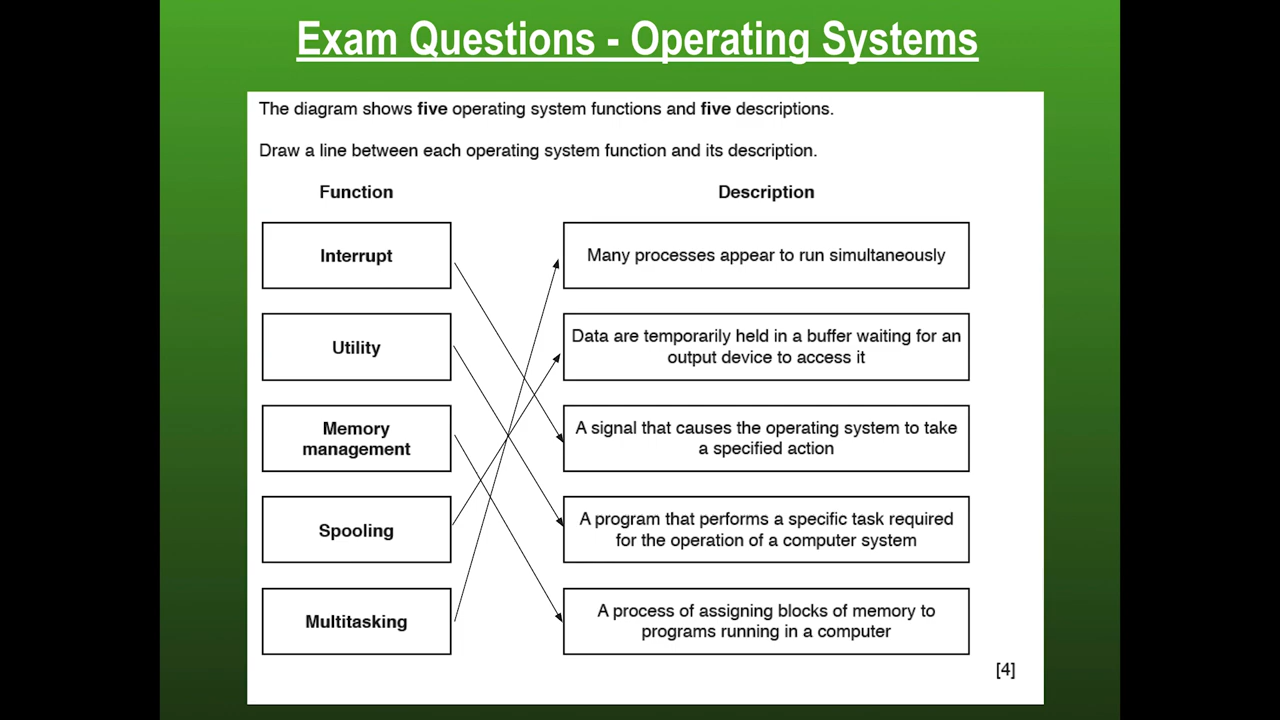 Exam Questions - Operating Systems
The diagram shows five operating system functions and five descriptions.
Draw a line between each operating system function and its description.
Function
Description
Interrupt
Many processes appear to run simultaneously
Utility
Data are temporarily held in a buffer waiting for an
output device to access it
Memory
management
A signal that causes the operating system to take
a specified action
Spooling
A program that performs a specific task required
for the operation of a computer system
Multitasking
A process of assigning blocks of memory to
programs running in a computer
[4]